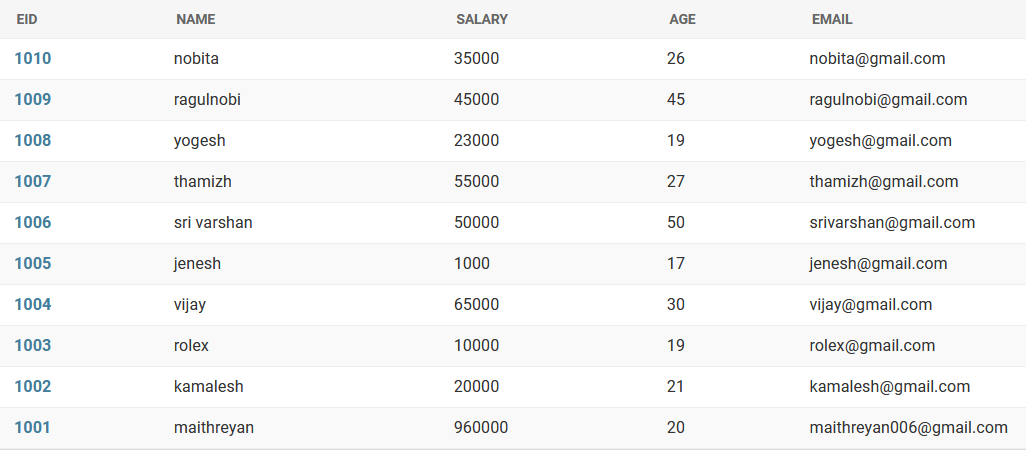 EID NAME SALARY AGE EMAIL
1010 nobita 35000 26 nobita@gmail.com
1009 ragulnobi 45000 45 ragulnobi@gmail.com
1008 yogesh 23000 19 yogesh@gmail.com
1007 thamizh 55000 27 thamizh@gmail.com
1006 sri varshan 50000 50 srivarshan@gmail.com
1005 jenesh 1000 17 jenesh@gmail.com
1004 vijay 65000 30 vijay@gmail.com
1003 rolex 10000 19 rolex@gmail.com
1002 kamalesh 20000 21 kamalesh@gmail.com
1001 maithreyan 960000 20 maithreyan006@gmail.com